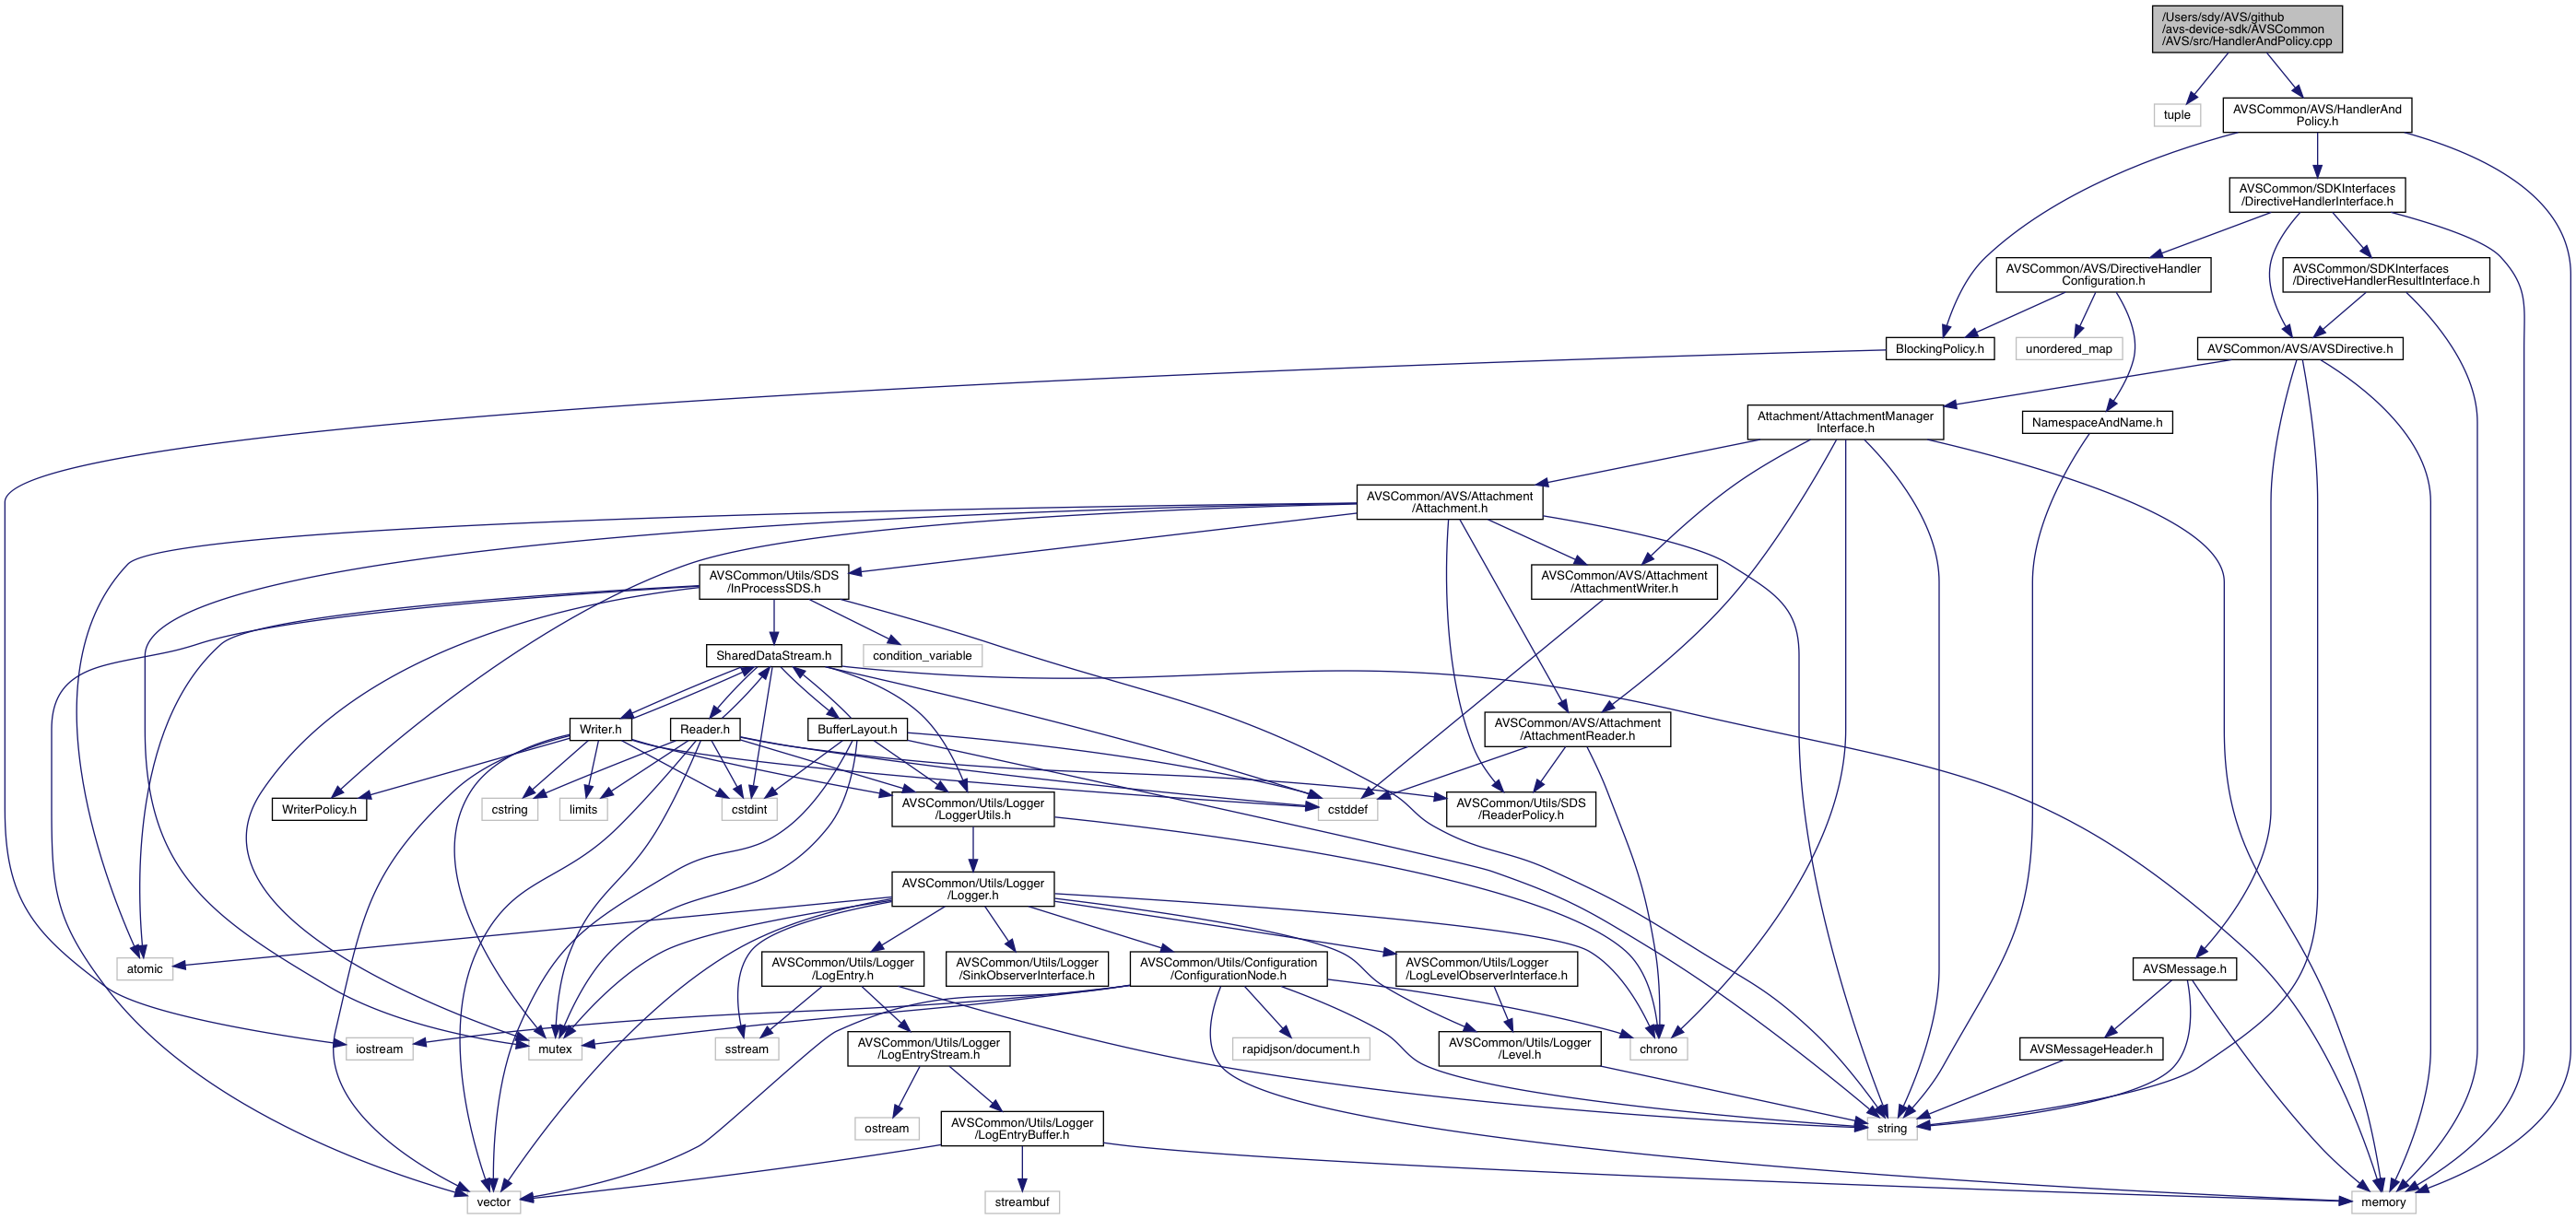 /Users/sdy/AVS/github
/avs-device-sdk/AVSCommon
/AVS/src/HandlerAndPolicy.cpp
tuple
AVSCommon/AVS/HandlerAnd
Policy.h
AVSCommon/SDKInterfaces
/DirectiveHandlerInterface.h
AVSCommon/AVS/DirectiveHandler
Configuration.h
AVSCommon/SDKInterfaces
/DirectiveHandlerResultInterface.h
BlockingPolicy.h
unordered_map
AVSCommon/AVS/AVSDirective.h
Attachment/AttachmentManager
Interface.h
NamespaceAndName.h
AVSCommon/AVS/Attachment
/Attachment.h
AVSCommon/Utils/SDS
/InProcessSDS.h
AVSCommon/AVS/Attachment
/AttachmentWriter.h
SharedDataStream.h
condition_variable
Writer.h
Reader.h
BufferLayout.h
AVSCommon/AVS/Attachment
/AttachmentReader.h
WriterPolicy.h
cstring
limits
cstdint
AVSCommon/Utils/Logger
/LoggerUtils.h
cstddef
AVSCommon/Utils/SDS
/ReaderPolicy.h
AVSCommon/Utils/Logger
/Logger.h
atomic
AVSCommon/Utils/Logger
/LogEntry.h
AVSCommon/Utils/Logger
/SinkObserverInterface.h
AVSCommon/Utils/Configuration
/ConfigurationNode.h
AVSCommon/Utils/Logger
/LogLevelObserverInterface.h
AVSMessage.h
iostream
mutex
sstream
AVSCommon/Utils/Logger
/LogEntryStream.h
rapidjson/document.h
AVSCommon/Utils/Logger
/Level.h
chrono
AVSMessageHeader.h
ostream
AVSCommon/Utils/Logger
/LogEntryBuffer.h
string
vector
streambuf
memory